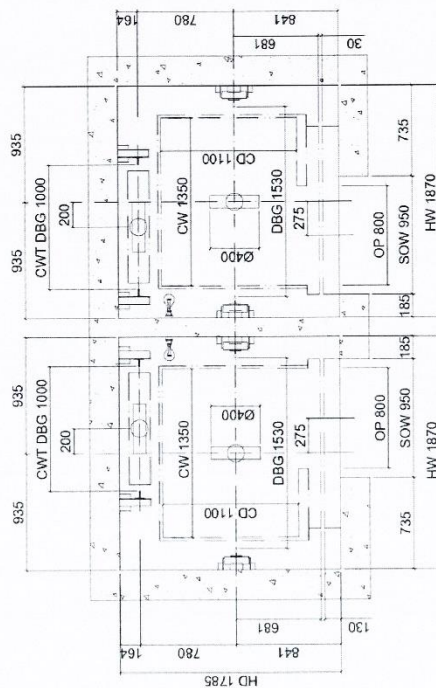 164
780
841
681
30
935
935
CWT DBG 1000
200
CW 1350
CD 1100
Ø400
DBG 1530
275
OP 800
SOW 950
735
185
HW 1870
935
935
CWT DBG 1000
200
CW 1350
CD 1100
Ø400
DBG 1530
275
OP 800
SOW 950
185
735
HW 1870
164
780
841
681
130
HD 1785